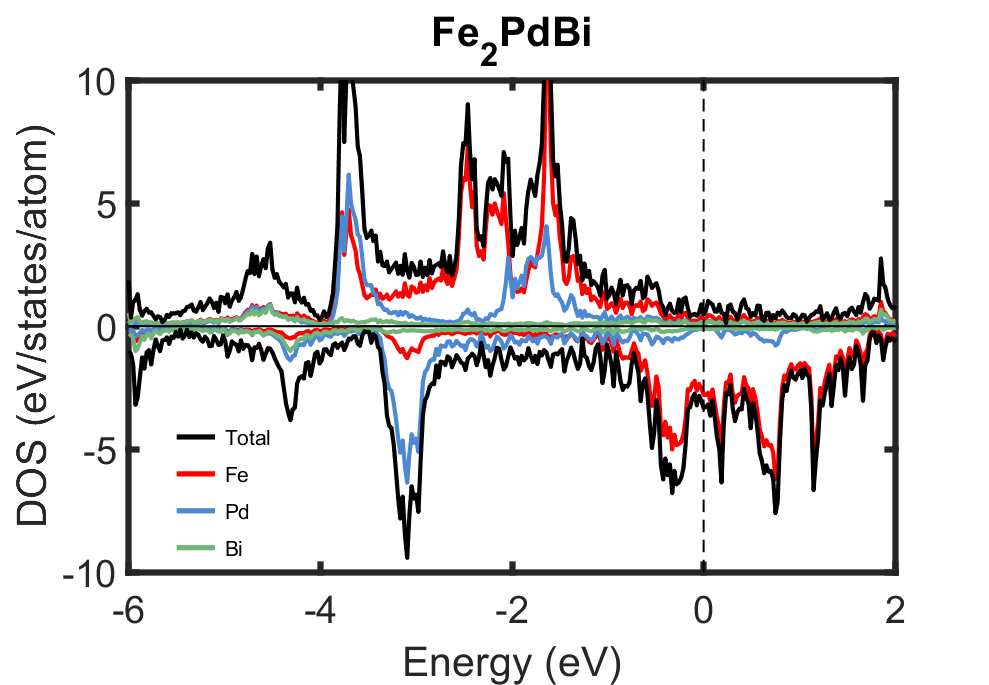 Fe2PdBi
10
5
0
-5
-10
DOS (eV/states/atom)
Total
Fe
Pd
Bi
-6 -4 -2 0 2
Energy (eV)